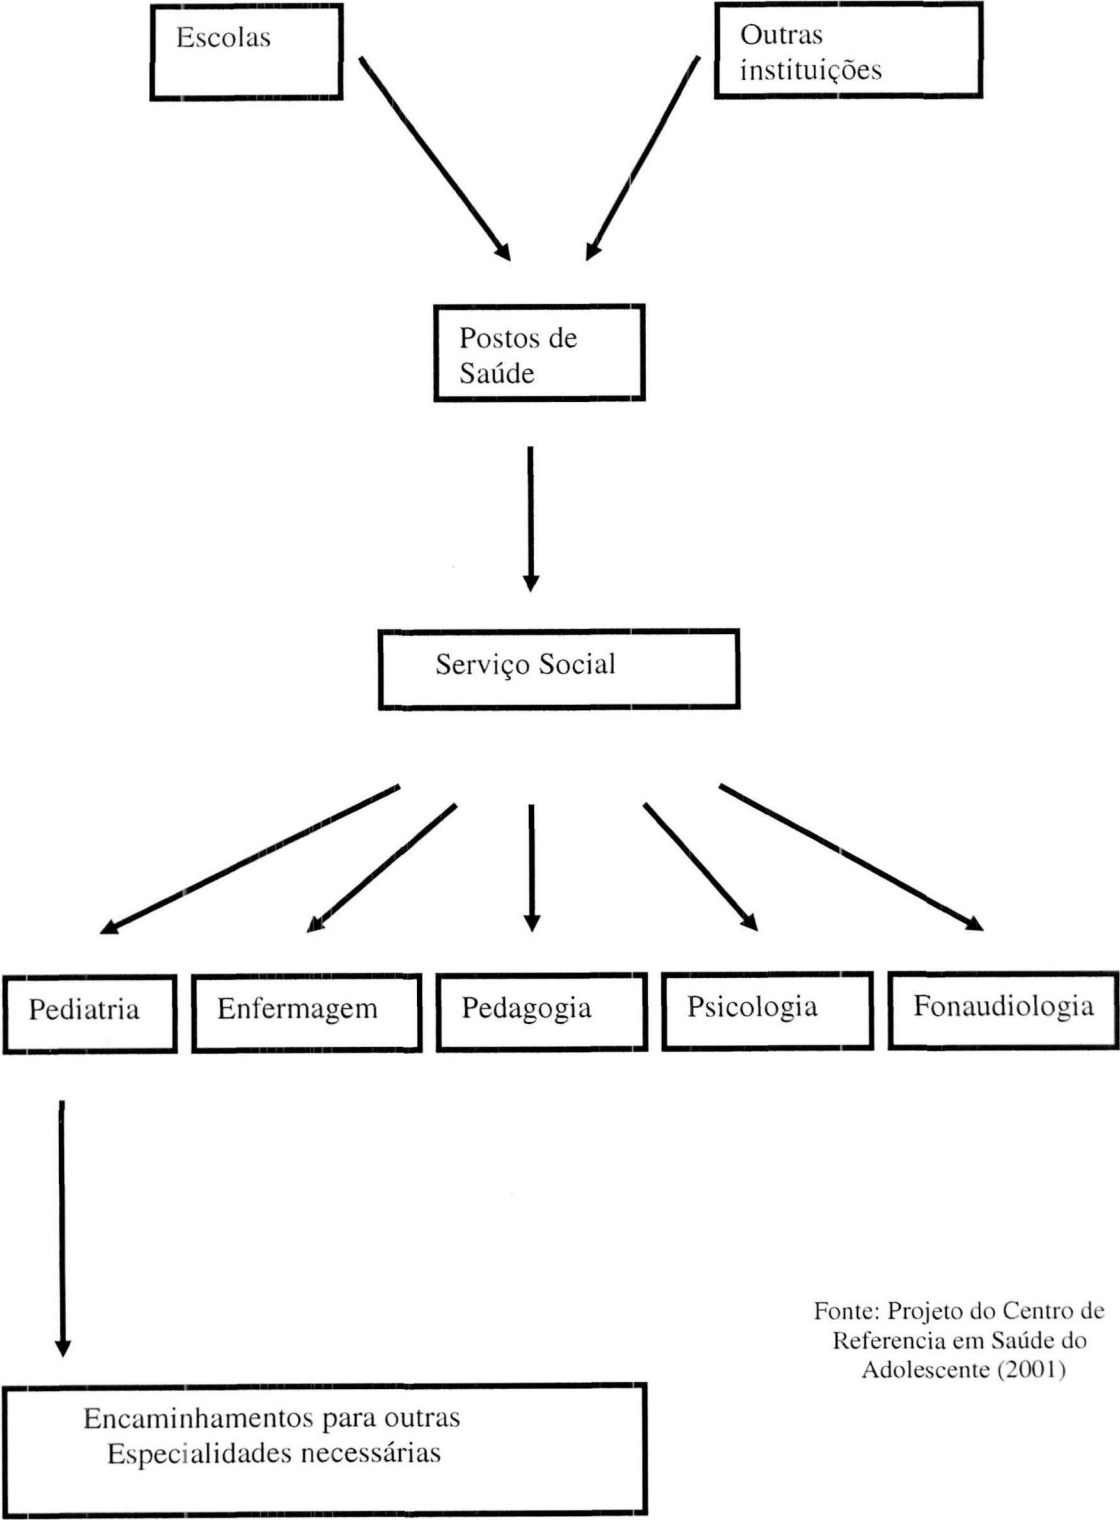 Escolas
Outras
instituições
Postos de
Saúde
Serviço Social
Pediatria
Enfermagem
Pedagogia
Psicologia
Fonaudiologia
Fonte: Projeto do Centro de
Referencia em Saúde do
Adolescente (2001)
Encaminhamentos para outras
Especialidades necessárias